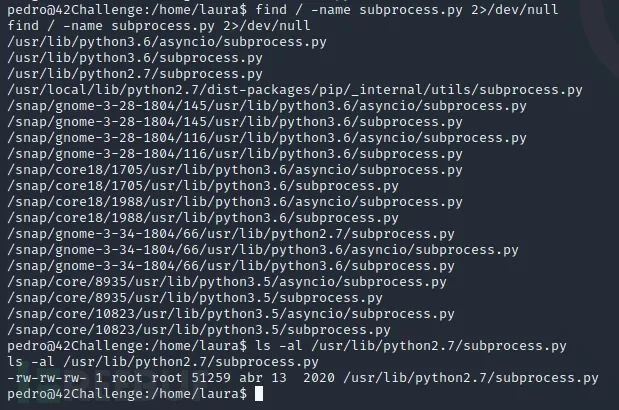 pedro@42Challenge:/home/laura$ find / -name subprocess.py 2>/dev/null
find / -name subprocess.py 2>/dev/null
/usr/lib/python3.6/asyncio/subprocess.py
/usr/lib/python3.6/subprocess.py
/usr/lib/python2.7/subprocess.py
/usr/local/lib/python2.7/dist-packages/pip/_internal/utils/subprocess.py
/snap/gnome-3-28-1804/145/usr/lib/python3.6/asyncio/subprocess.py
/snap/gnome-3-28-1804/145/usr/lib/python3.6/subprocess.py
/snap/gnome-3-28-1804/116/usr/lib/python3.6/asyncio/subprocess.py
/snap/gnome-3-28-1804/116/usr/lib/python3.6/subprocess.py
/snap/core18/1705/usr/lib/python3.6/asyncio/subprocess.py
/snap/core18/1705/usr/lib/python3.6/subprocess.py
/snap/core18/1988/usr/lib/python3.6/asyncio/subprocess.py
/snap/core18/1988/usr/lib/python3.6/subprocess.py
/snap/gnome-3-34-1804/66/usr/lib/python2.7/subprocess.py
/snap/gnome-3-34-1804/66/usr/lib/python3.6/asyncio/subprocess.py
/snap/gnome-3-34-1804/66/usr/lib/python3.6/subprocess.py
/snap/core/8935/usr/lib/python3.5/asyncio/subprocess.py
/snap/core/8935/usr/lib/python3.5/subprocess.py
/snap/core/10823/usr/lib/python3.5/asyncio/subprocess.py
/snap/core/10823/usr/lib/python3.5/subprocess.py
pedro@42Challenge:/home/laura$ ls -al /usr/lib/python2.7/subprocess.py
ls -al /usr/lib/python2.7/subprocess.py
-rw-rw-rw- 1 root root 51259 abr 13  2020 /usr/lib/python2.7/subprocess.py
pedro@42Challenge:/home/laura$